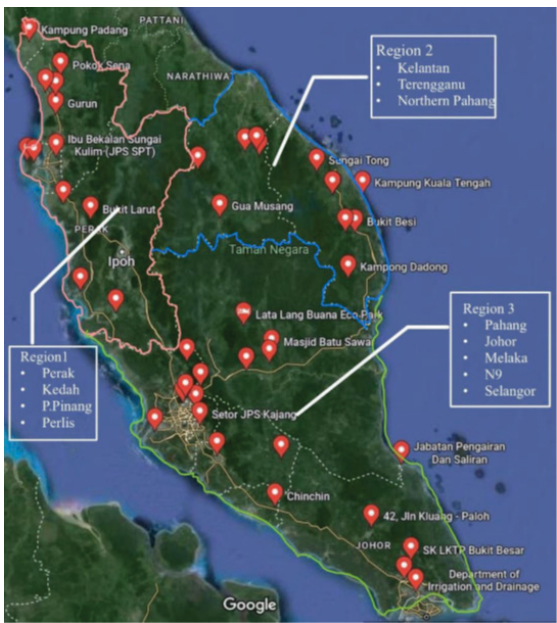 PATTANI
Kampung Padang
Pokok Sena
NARATHIWA
Gurun
Region 2
• Kelantan
• Terengganu
• Northern Pahang
Ibu Bekalan Sungai
Kulim (JPS SPT)
Sungai Tong
Kampung Kuala Tengah
Gua Musang
Bukit Larut
Bukit Besi
PERAK
Ipoh
Taman Negara
Kampong Dadong
Lata Lang Buana Eco Park
Masjid Batu Sawa
Region1
• Perak
• Kedah
• P.Pinang
• Perlis
Region 3
• Pahang
• Johor
• Melaka
• N9
• Selangor
Setor JPS Kajang
Jabatan Pengairan
Dan Saliran
Chinchin
42, Jln Kluang - Paloh
JOHOR
SK LKTP Bukit Besar
Department of
Irrigation and Drainage
Google